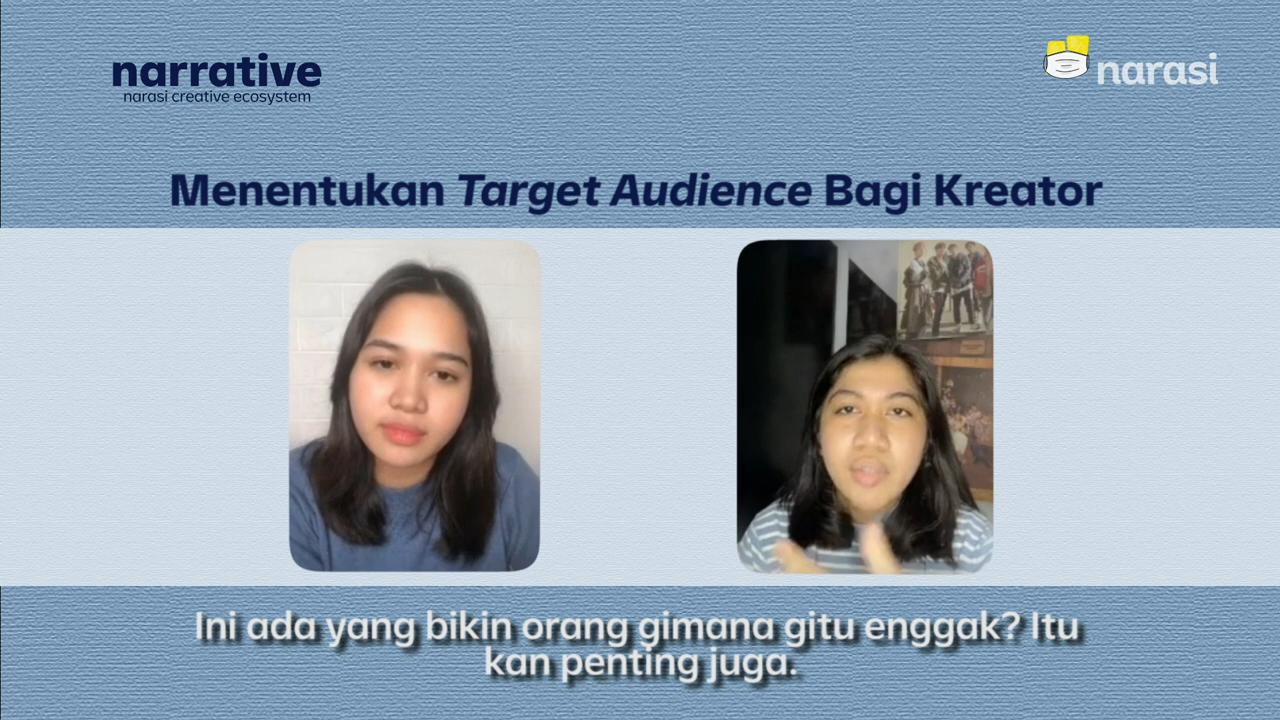 narrative
narasi creative ecosystem
narasi
Menentukan Target Audience Bagi Kreator
Ini ada yang bikin orang gimana gitu enggak? Itu
kan penting juga.